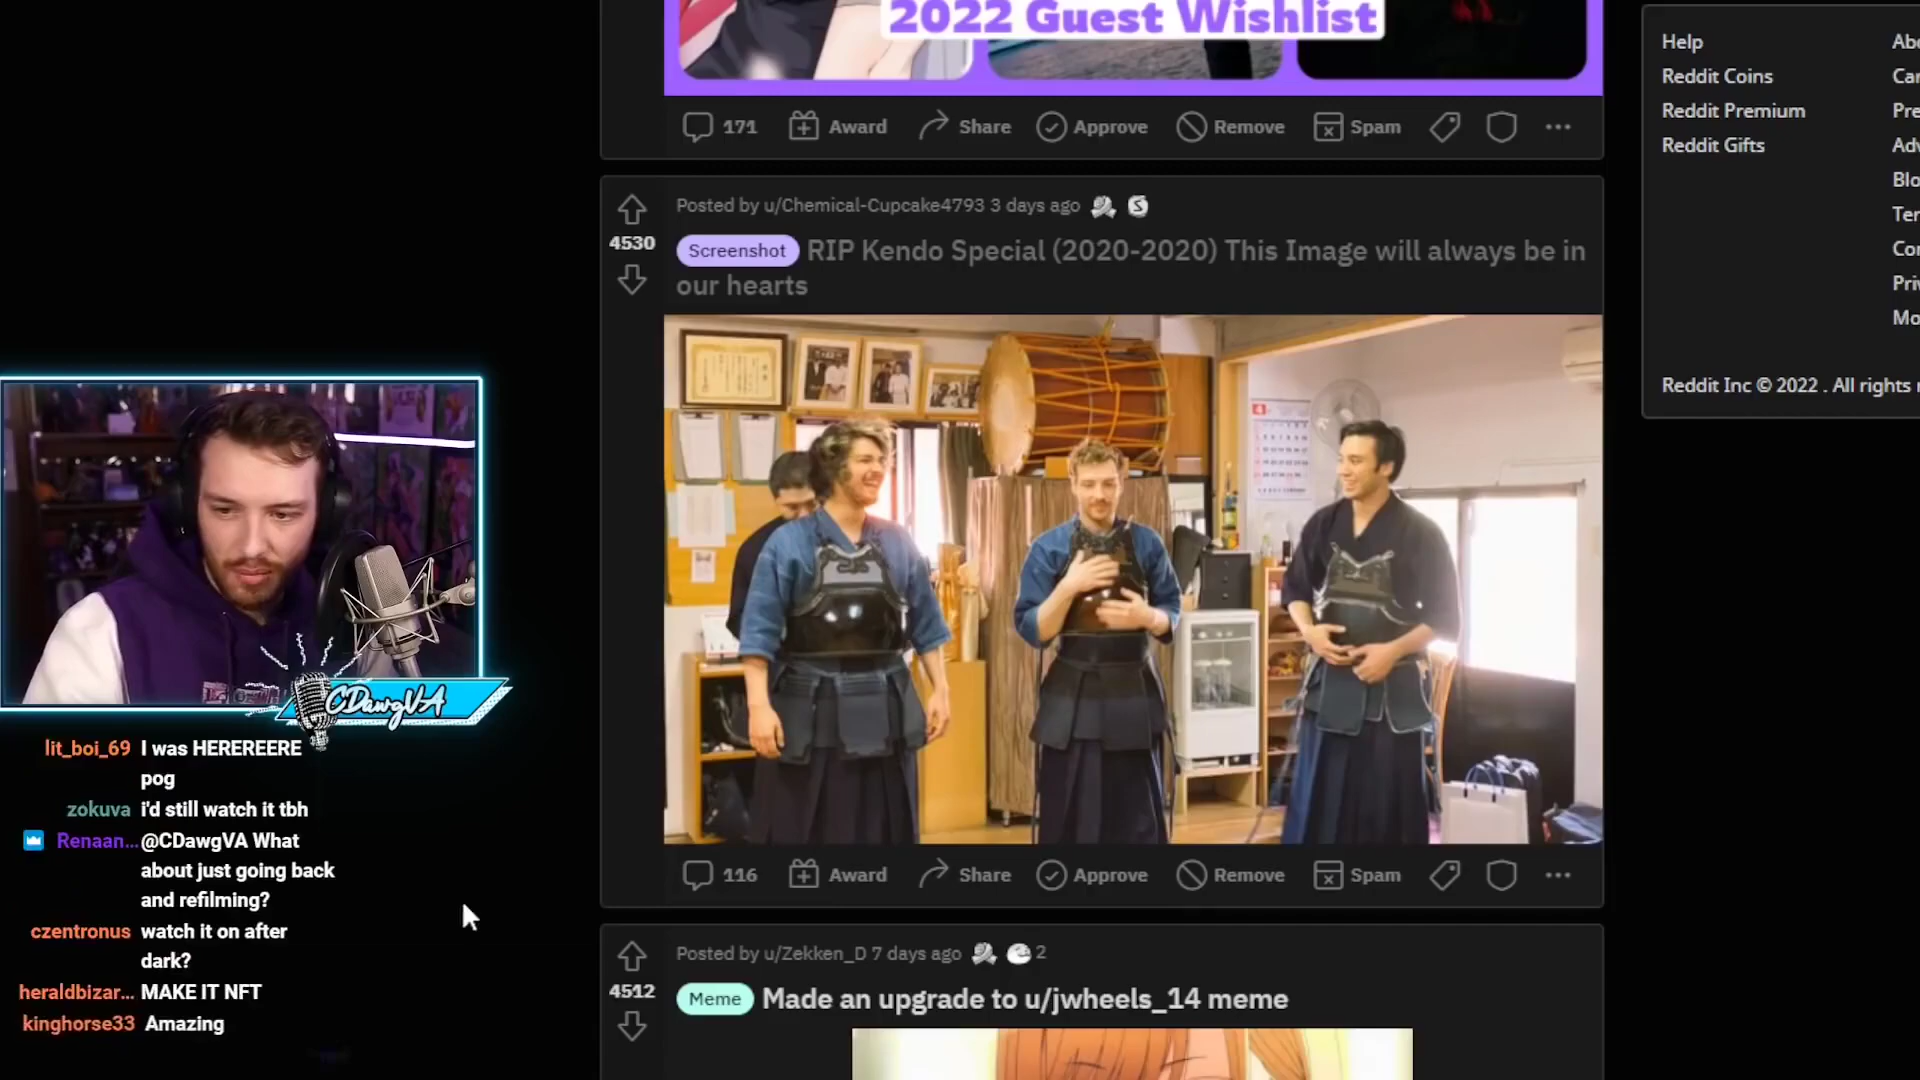 2022 Guest Wishlist
171 Award Share Approve Remove Spam
Posted by u/Chemical-Cupcake4793 3 days ago
4530
Screenshot RIP Kendo Special (2020-2020) This Image will always be in
our hearts
116 Award Share Approve Remove Spam
Posted by u/Zekken_D 7 days ago 2
4512
Meme Made an upgrade to u/jwheels_14 meme
Help
Reddit Coins
Reddit Premium
Reddit Gifts
Reddit Inc © 2022 . All rights
CDawgVA
lit_boi_69 I was HEREREERE
pog
zokuva i'd still watch it tbh
Renaan... @CDawgVA What
about just going back
and refilming?
czentronus watch it on after
dark?
heraldbizar... MAKE IT NFT
kinghorse33 Amazing